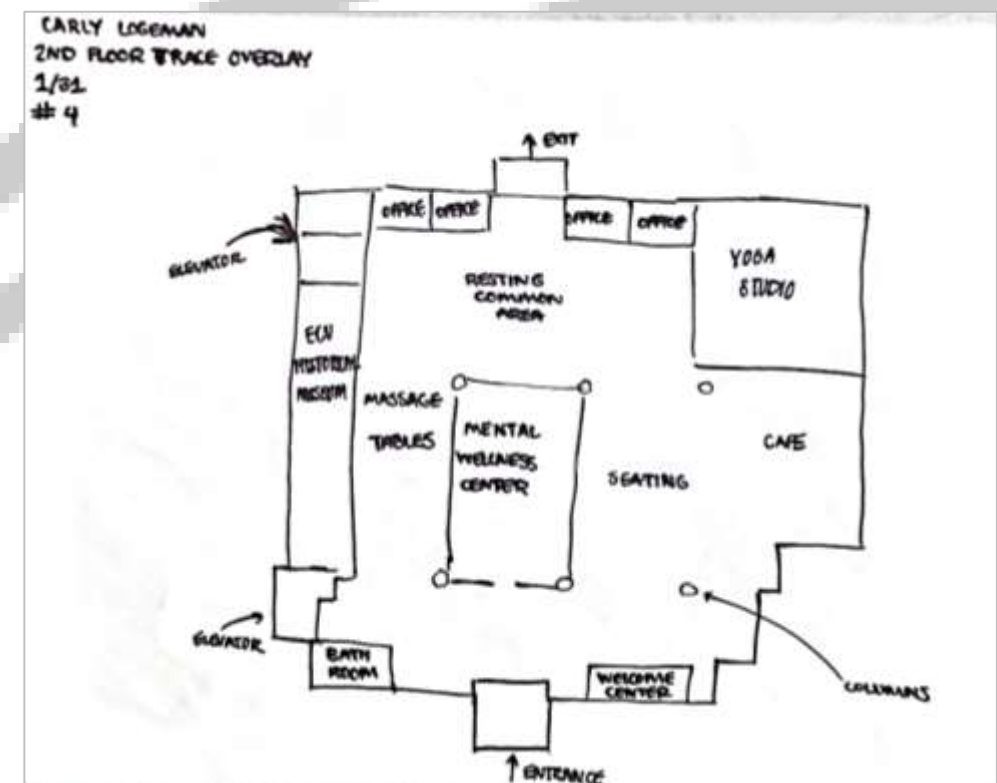 CARLY LOGEMAN
2ND FLOOR TRACE OVERLAY
1/31
# 4
EXIT
OFFICE
OFFICE
OFFICE
OFFICE
ELEVATOR
YOGA
STUDIO
RESTING
COMMON
AREA
ECU
HISTORICAL
MUSEUM
MASSAGE
TABLES
MENTAL
WELLNESS
CENTER
SEATING
CAFE
ELEVATOR
BATH
ROOM
WELCOME
CENTER
COLUMNS
ENTRANCE